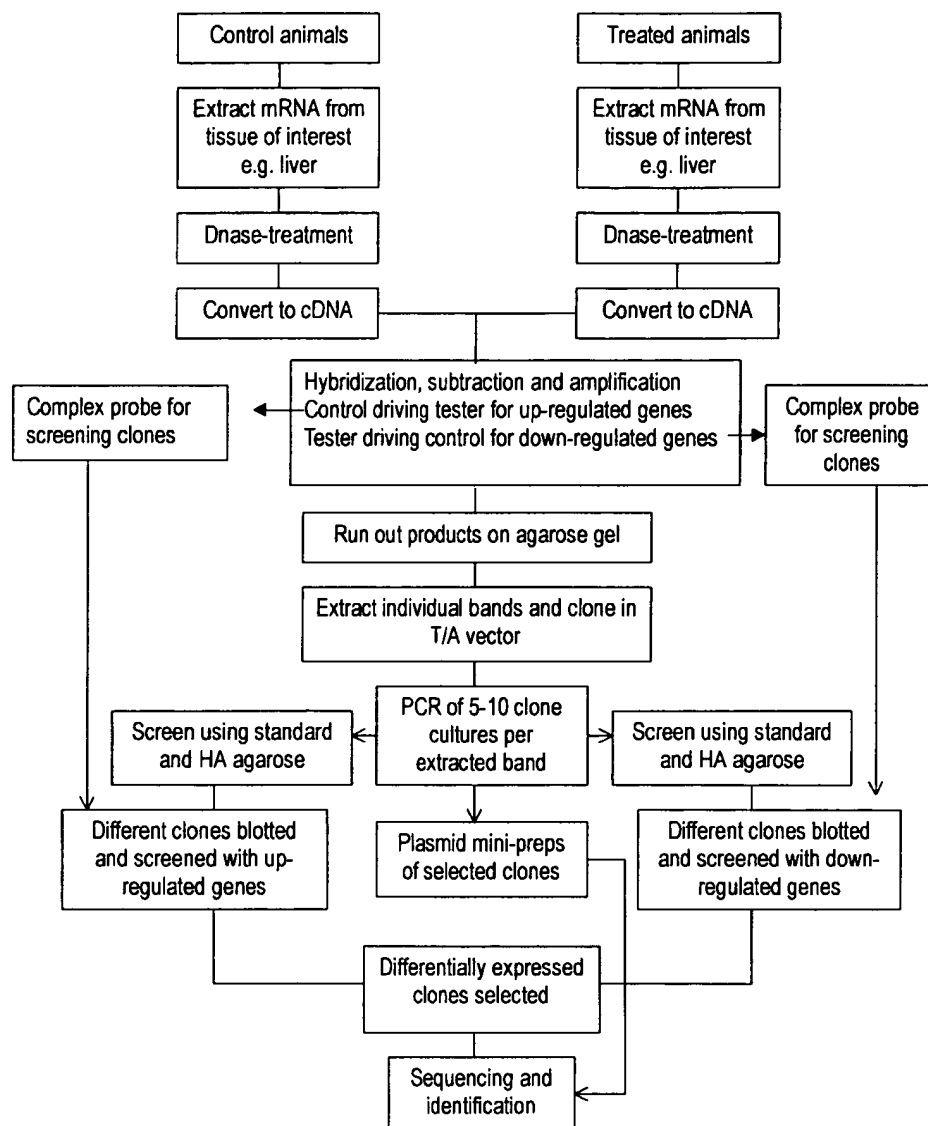 Control animals
Treated animals
Extract mRNA from
tissue of interest
e.g. liver
Extract mRNA from
tissue of interest
e.g. liver
Dnase-treatment
Dnase-treatment
Convert to cDNA
Convert to cDNA
Hybridization, subtraction and amplification
Control driving tester for up-regulated genes
Tester driving control for down-regulated genes
Complex probe for
screening clones
Complex probe
for screening
clones
Run out products on agarose gel
Extract individual bands and clone in
T/A vector
PCR of 5-10 clone
cultures per
extracted band
Screen using standard
and HA agarose
Screen using standard
and HA agarose
Different clones blotted
and screened with up-
regulated genes
Plasmid mini-preps
of selected clones
Different clones blotted
and screened with down-
regulated genes
Differentially expressed
clones selected
Sequencing and
identification